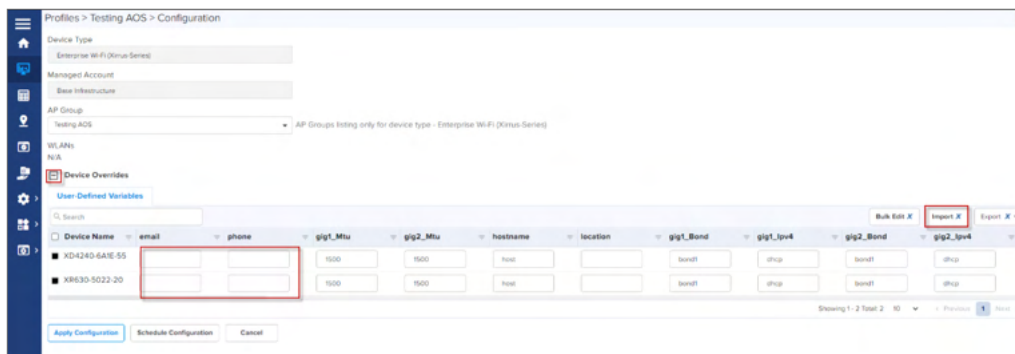 Profiles > Testing AOS > Configuration
Device Type
Enterprise Wi-Fi (Xirrus-Series)
Managed Account
Base Infrastructure
AP Group
Testing AOS AP Groups listing only for device type - Enterprise Wi-Fi (Xirrus-Series)
WLANs
N/A
Device Overrides
User-Defined Variables
Search Bulk Edit Import Export
Device Name email phone gig1_Mtu gig2_Mtu hostname location gig1_Bond gig1_Ipv4 gig2_Bond gig2_Ipv4
XD4240-6A1E-55 1500 1500 host bond1 dhcp bond1 dhcp
XR630-5022-20 1500 1500 host bond1 dhcp bond1 dhcp
Showing 1 - 2 Total: 2 10 < Previous 1 Next
Apply Configuration Schedule Configuration Cancel